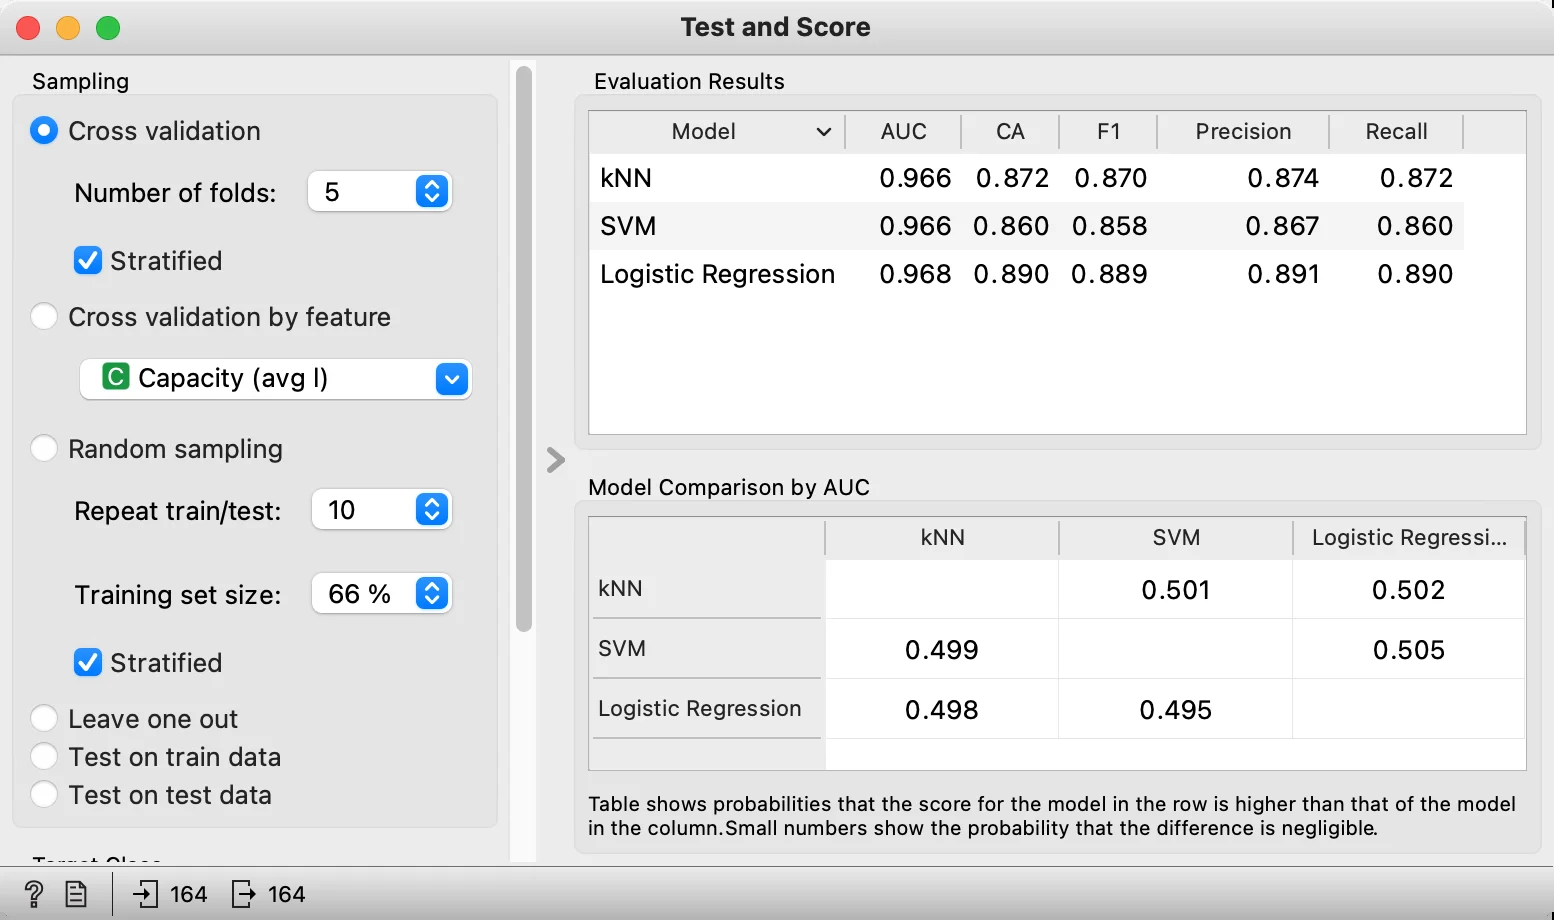 Test and Score
Sampling
Cross validation
Number of folds: 5
Stratified
Cross validation by feature
C Capacity (avg l)
Random sampling
Repeat train/test: 10
Training set size: 66 %
Stratified
Leave one out
Test on train data
Test on test data
Target Class
? 164 164
Evaluation Results
Model AUC CA F1 Precision Recall
kNN 0.966 0.872 0.870 0.874 0.872
SVM 0.966 0.860 0.858 0.867 0.860
Logistic Regression 0.968 0.890 0.889 0.891 0.890
Model Comparison by AUC
kNN SVM Logistic Regressi...
kNN 0.501 0.502
SVM 0.499 0.505
Logistic Regression 0.498 0.495
Table shows probabilities that the score for the model in the row is higher than that of the model
in the column.Small numbers show the probability that the difference is negligible.